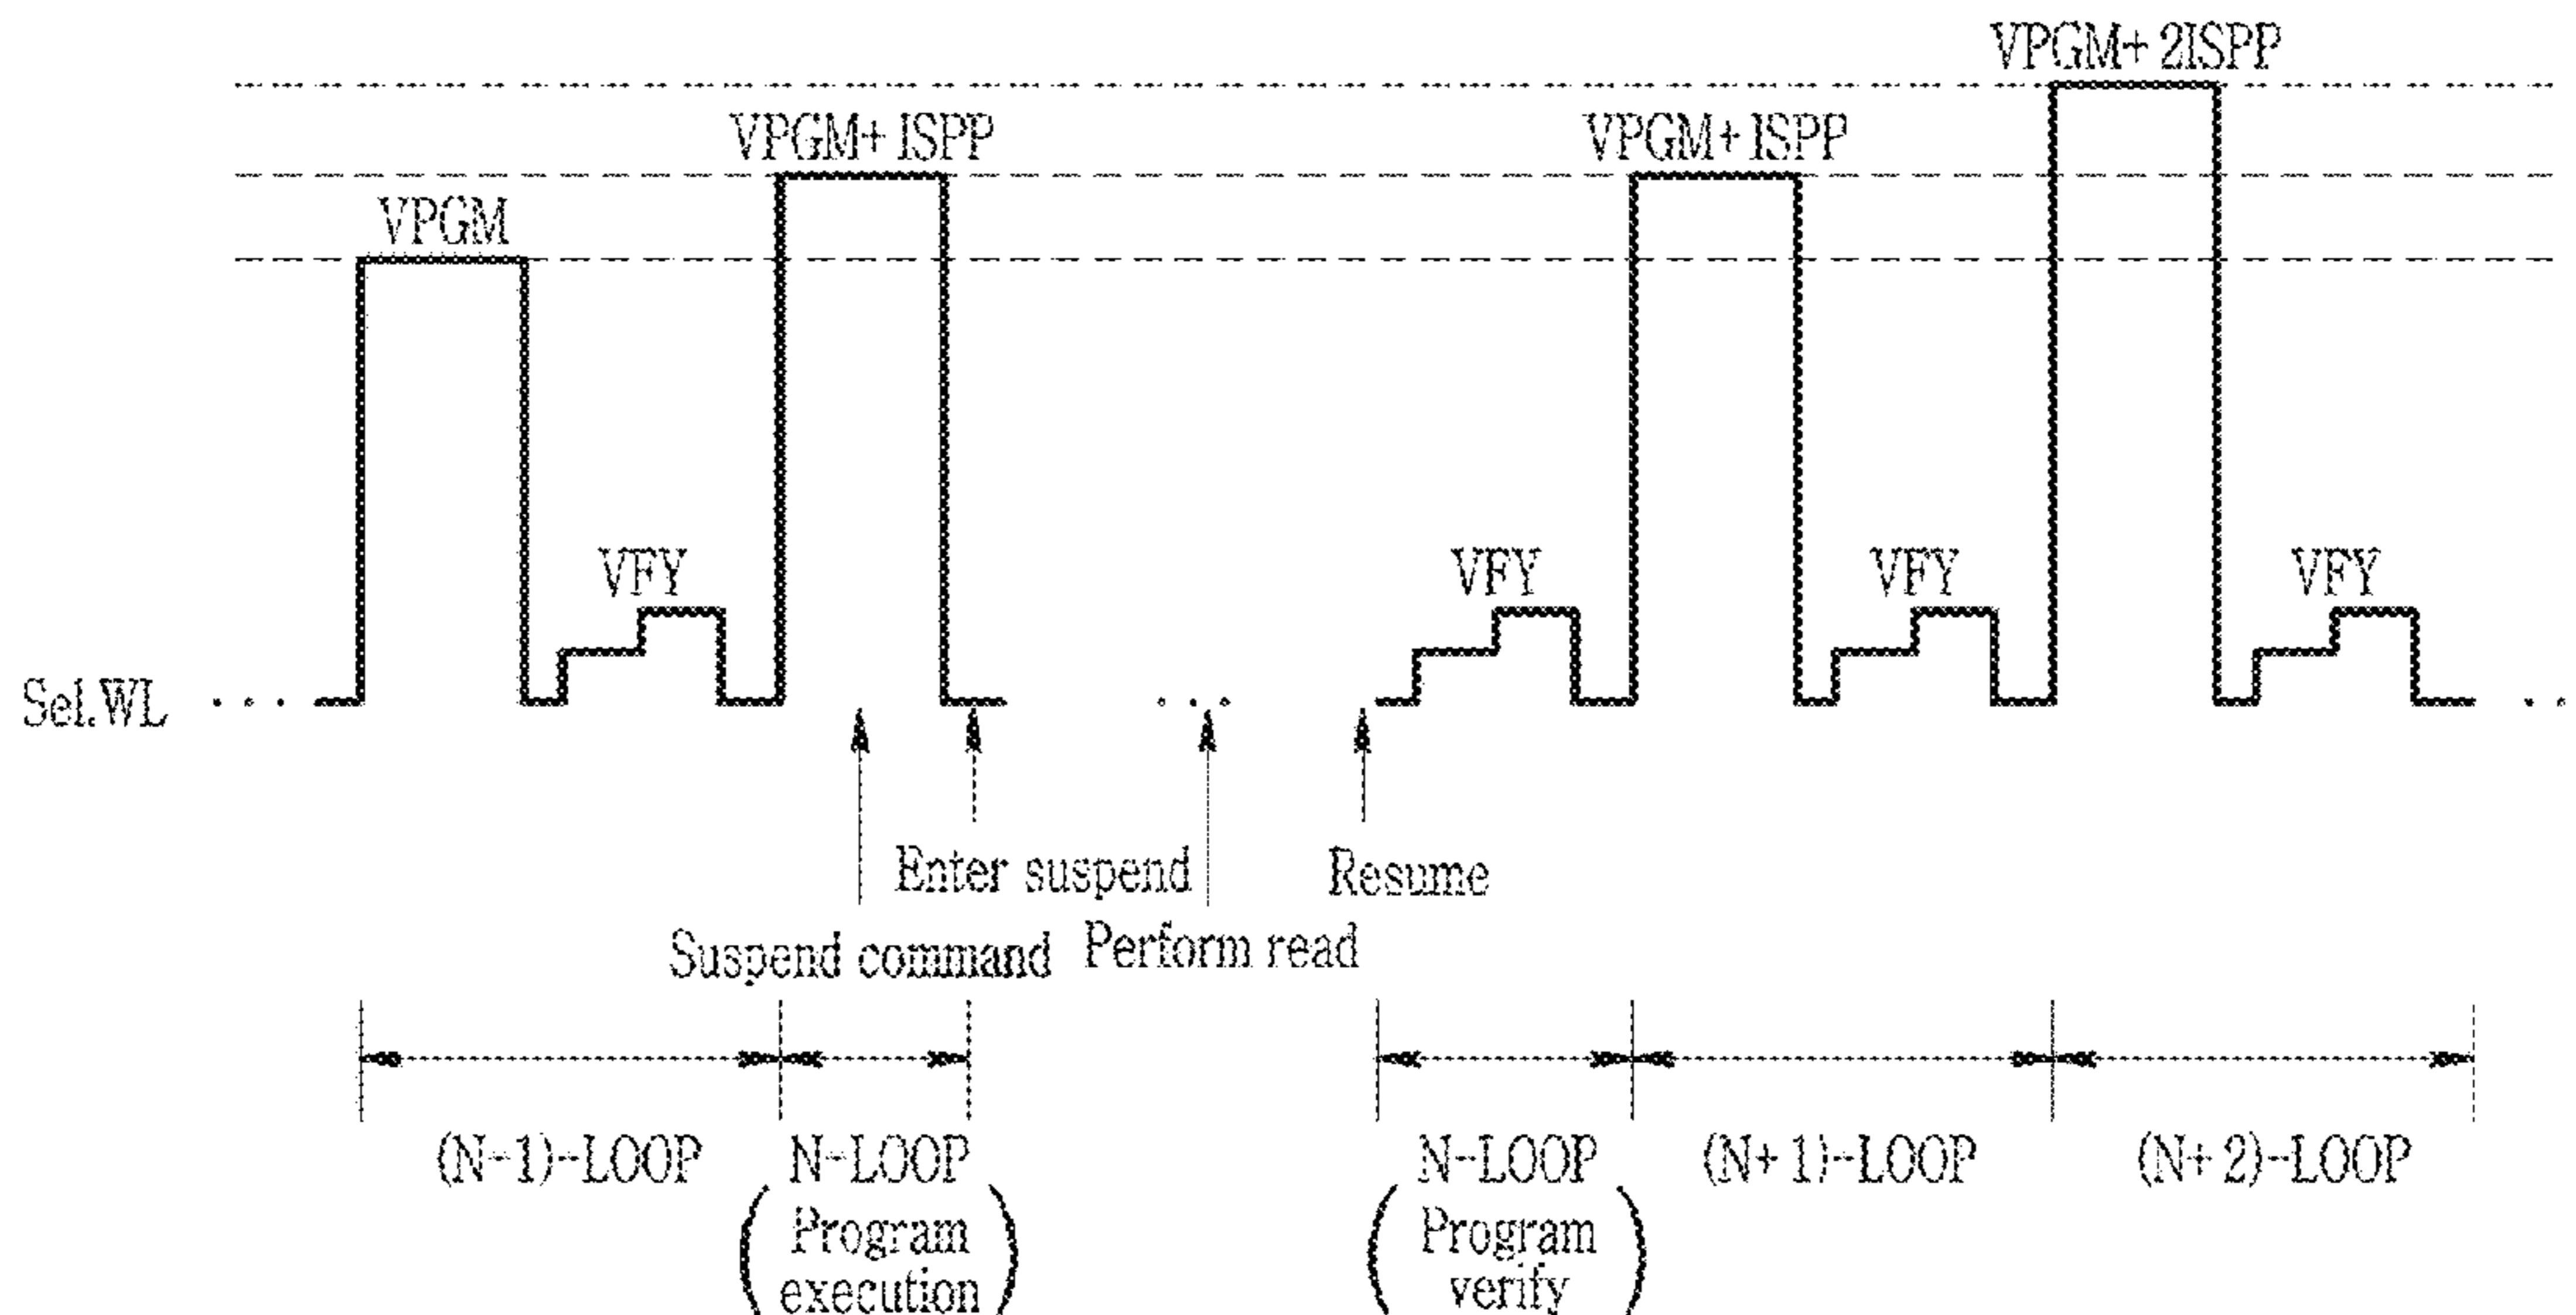 VPGM+ 2ISPP
VPGM+ ISPP
VPGM+ ISPP
VPGM
VFY
VFY
VFY
VFY
Sel.WL
Enter suspend
Resume
Suspend command
Perform read
(N-1)-LOOP
N-LOOP
(Program
execution)
N-LOOP
(Program
verify)
(N+1)-LOOP
(N+2)-LOOP